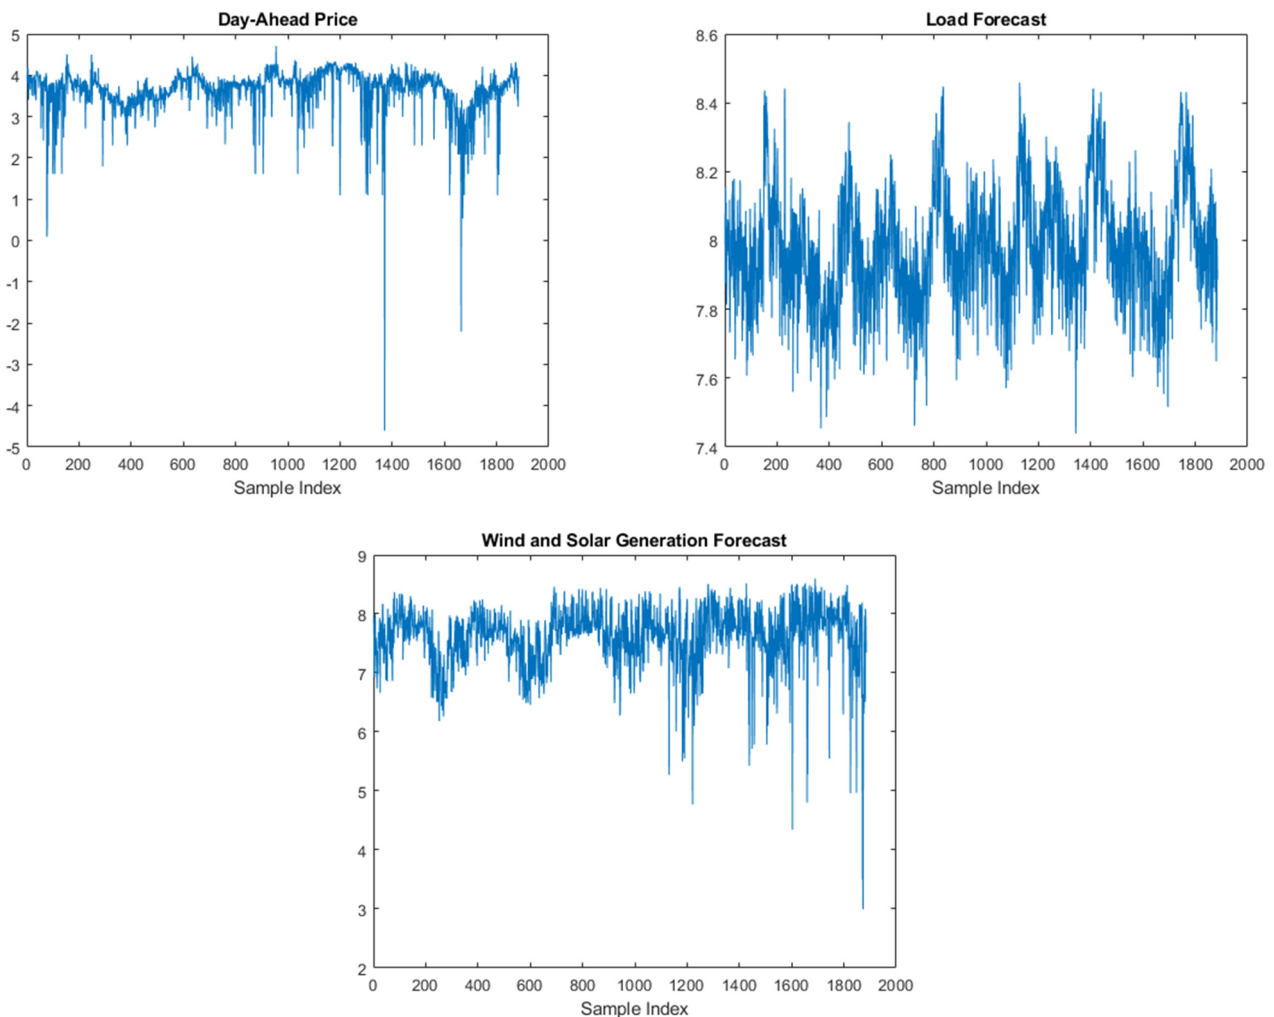 Day-Ahead Price
5
4
3
2
1
0
-1
-2
-3
-4
-5
0 200 400 600 800 1000 1200 1400 1600 1800 2000
Sample Index
Load Forecast
8.6
8.4
8.2
8
7.8
7.6
7.4
0 200 400 600 800 1000 1200 1400 1600 1800 2000
Sample Index
Wind and Solar Generation Forecast
9
8
7
6
5
4
3
2
0 200 400 600 800 1000 1200 1400 1600 1800 2000
Sample Index